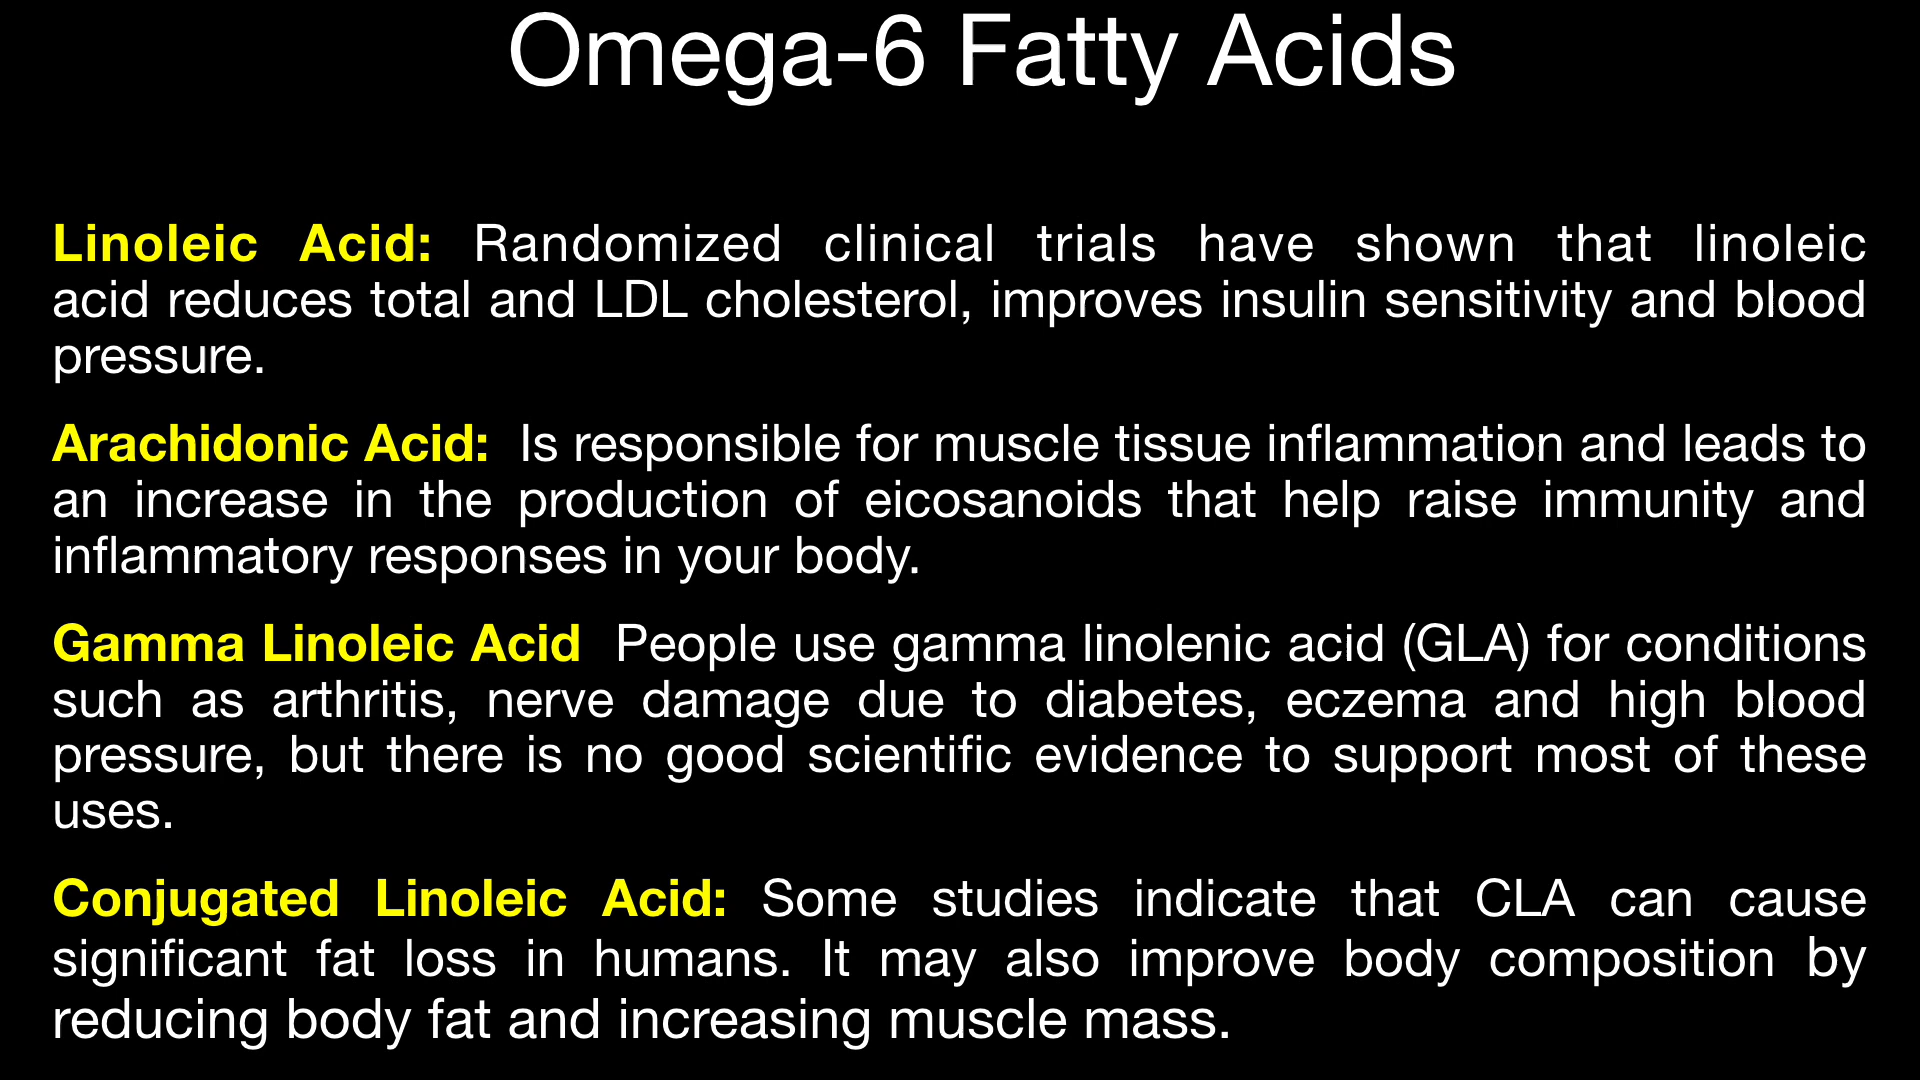 Omega-6 Fatty Acids
Linoleic Acid: Randomized clinical trials have shown that linoleic
acid reduces total and LDL cholesterol, improves insulin sensitivity and blood
pressure.
Arachidonic Acid: Is responsible for muscle tissue inflammation and leads to
an increase in the production of eicosanoids that help raise immunity and
inflammatory responses in your body.
Gamma Linoleic Acid People use gamma linolenic acid (GLA) for conditions
such as arthritis, nerve damage due to diabetes, eczema and high blood
pressure, but there is no good scientific evidence to support most of these
uses.
Conjugated Linoleic Acid: Some studies indicate that CLA can cause
significant fat loss in humans. It may also improve body composition by
reducing body fat and increasing muscle mass.